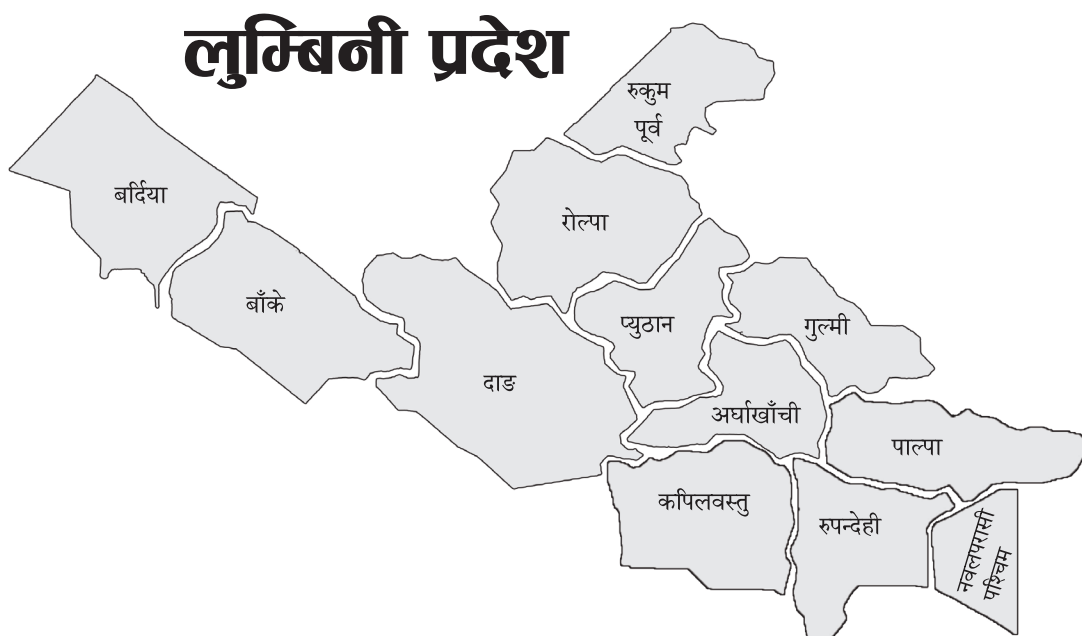 लुम्बिनी प्रदेश
रुकुम
पूर्व
बर्दिया
रोल्पा
बाँके
प्युठान
गुल्मी
दाङ
अर्घाखाँची
पाल्पा
कपिलवस्तु
रुपन्देही
नवलपरासी
पश्चिम